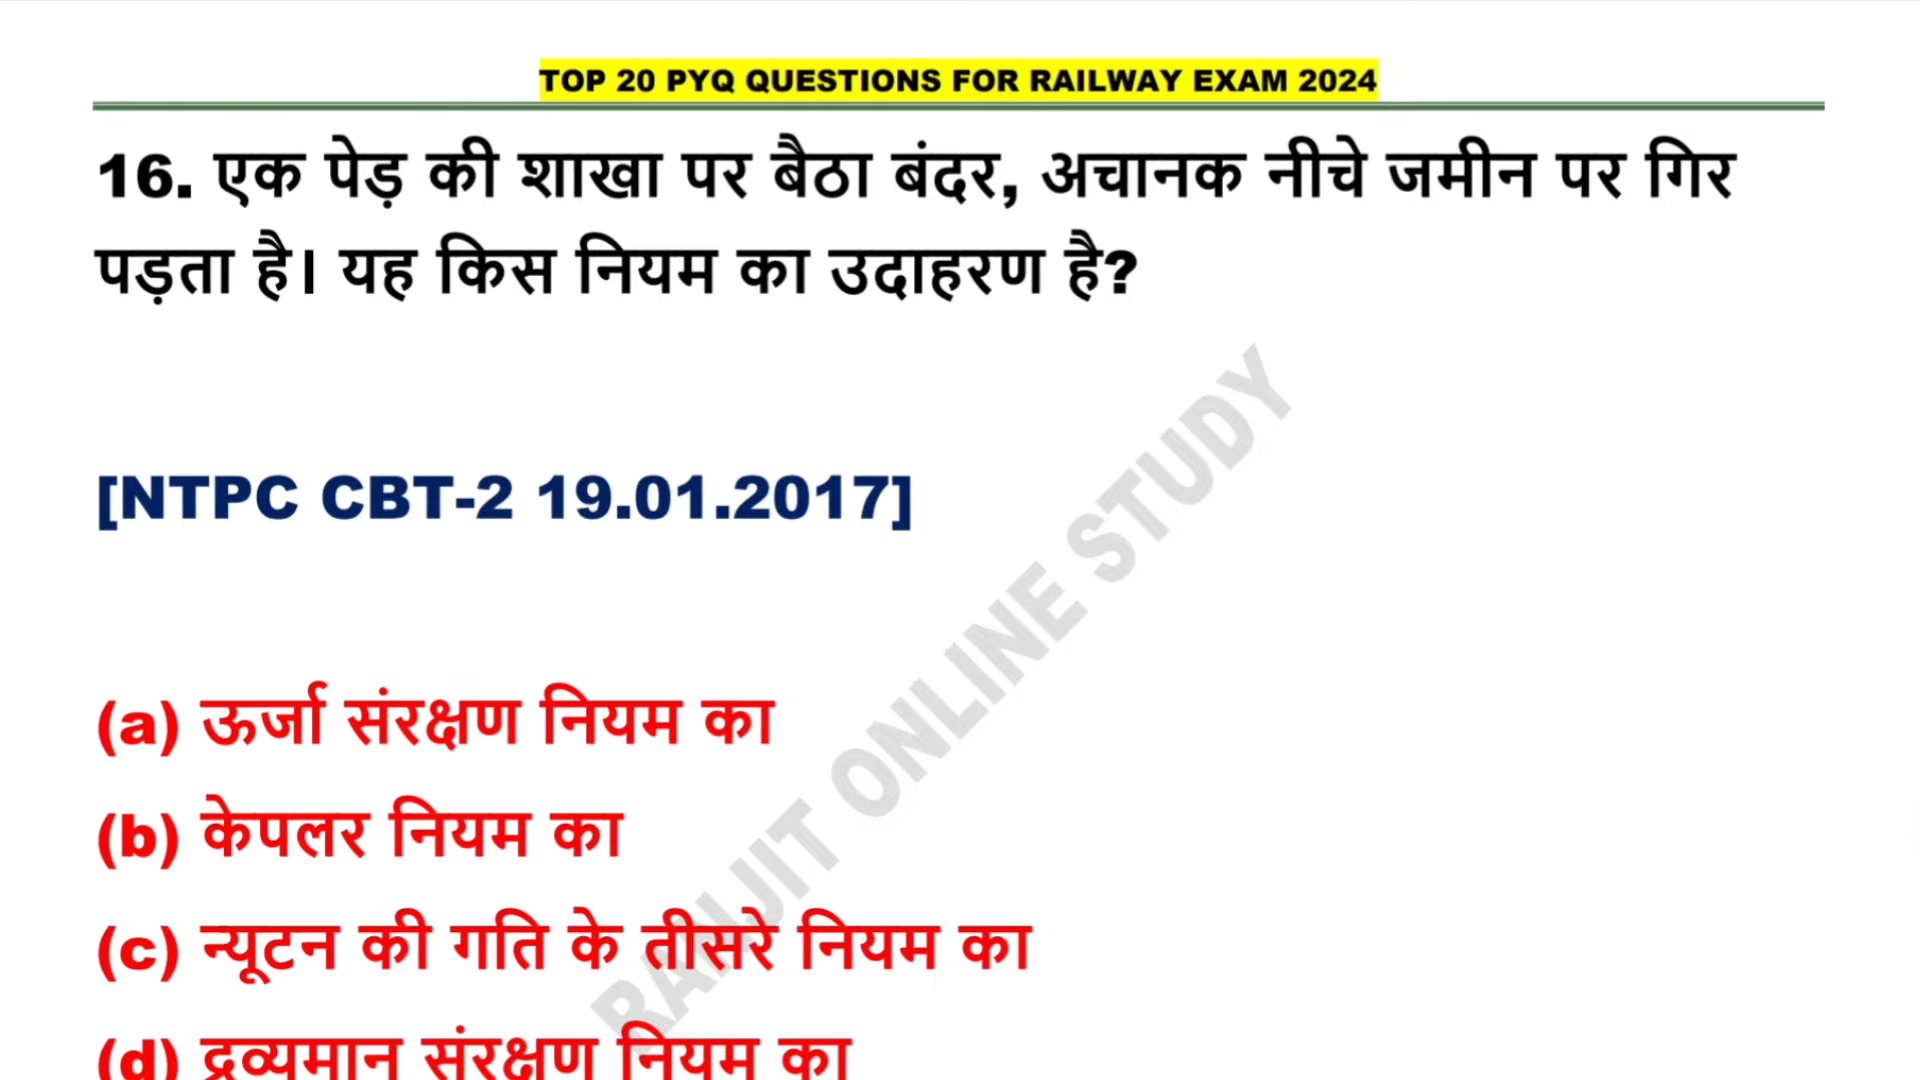 TOP 20 PYQ QUESTIONS FOR RAILWAY EXAM 2024
16. एक पेड़ की शाखा पर बैठा बंदर, अचानक नीचे जमीन पर गिर
पड़ता है। यह किस नियम का उदाहरण है?
[NTPC CBT-2 19.01.2017]
(a) ऊर्जा संरक्षण नियम का
(b) केपलर नियम का
(c) न्यूटन की गति के तीसरे नियम का
(d) द्रव्यमान संरक्षण नियम का
RANJIT ONLINE STUDY